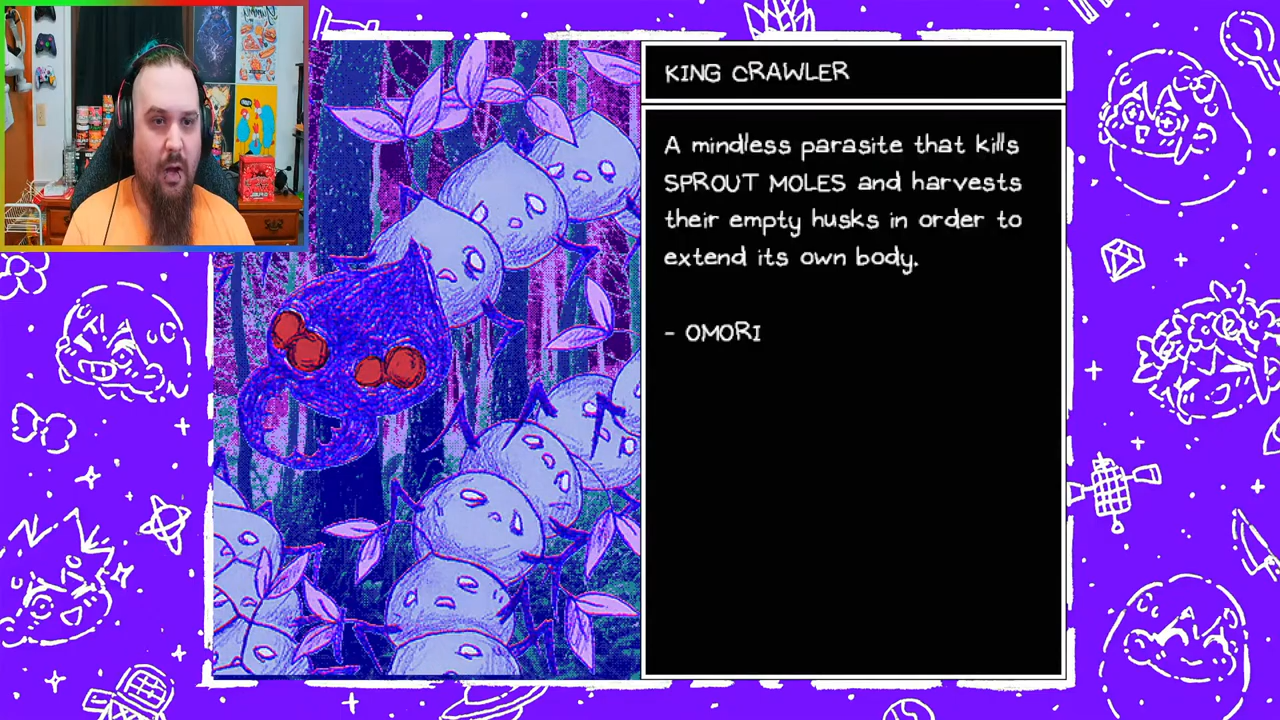 KING CRAWLER
A mindless parasite that kills
SPROUT MOLES and harvests
their empty husks in order to
extend its own body.
- OMORI